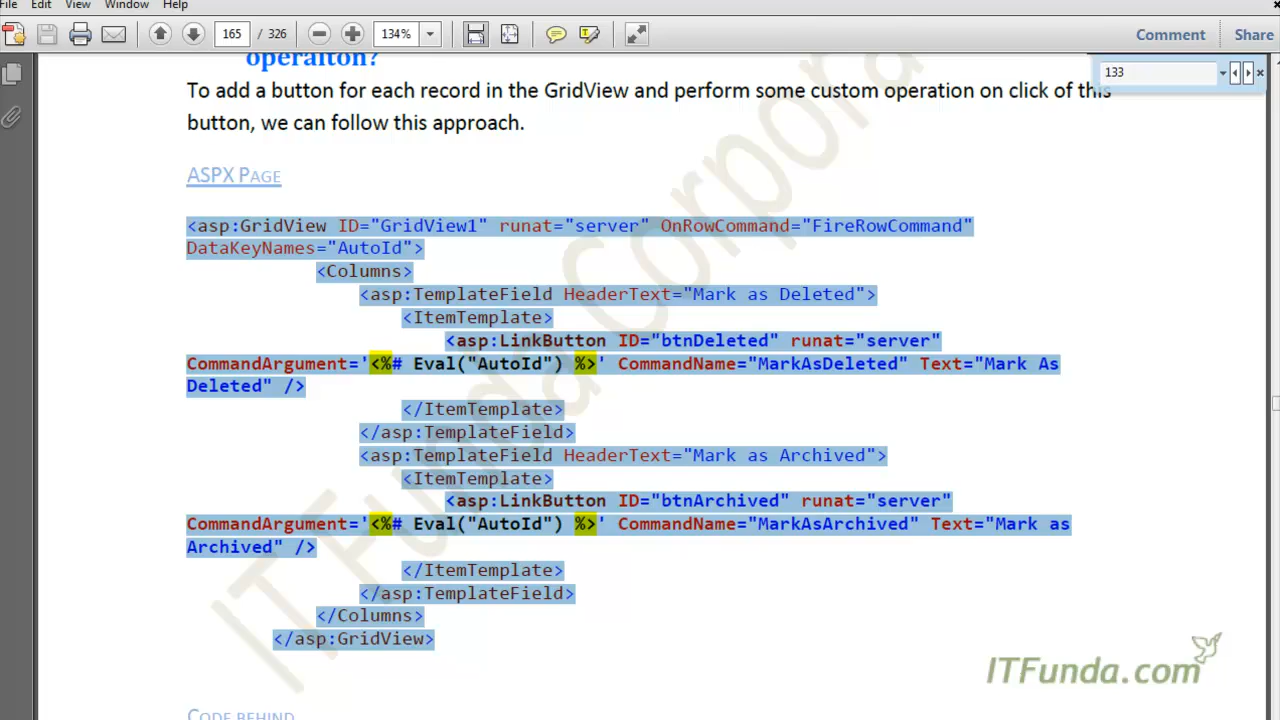 File Edit View Window Help
165 / 326 134% Comment Share
133
operaiton?
To add a button for each record in the GridView and perform some custom operation on click of this
button, we can follow this approach.
ASPX PAGE
<asp:GridView ID="GridView1" runat="server" OnRowCommand="FireRowCommand"
DataKeyNames="AutoId">
<Columns>
<asp:TemplateField HeaderText="Mark as Deleted">
<ItemTemplate>
<asp:LinkButton ID="btnDeleted" runat="server"
CommandArgument='<%# Eval("AutoId") %>' CommandName="MarkAsDeleted" Text="Mark As
Deleted" />
</ItemTemplate>
</asp:TemplateField>
<asp:TemplateField HeaderText="Mark as Archived">
<ItemTemplate>
<asp:LinkButton ID="btnArchived" runat="server"
CommandArgument='<%# Eval("AutoId") %>' CommandName="MarkAsArchived" Text="Mark as
Archived" />
</ItemTemplate>
</asp:TemplateField>
</Columns>
</asp:GridView>
IT Funda Corpora
ITFunda.com
CODE BEHIND